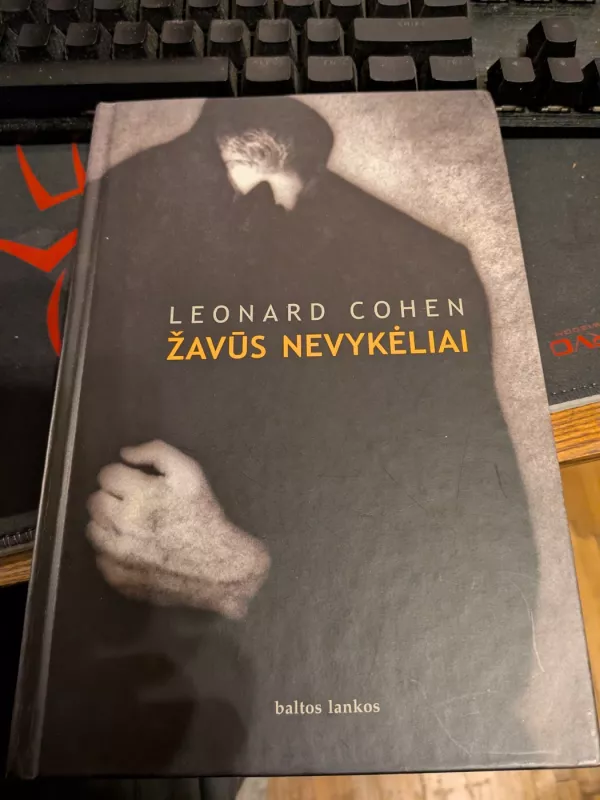 LEONARD COHEN
ŽAVŪS NEVYKĖLIAI
baltos lankos